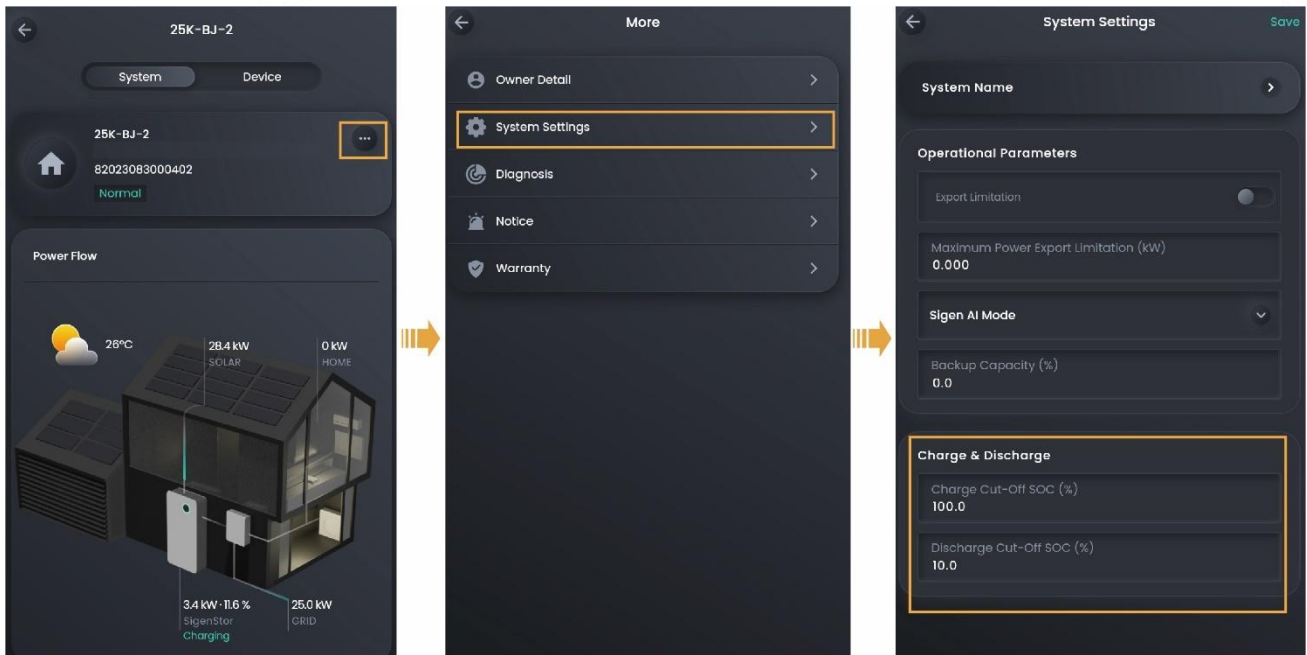 25K-BJ-2
System
Device
25K-BJ-2
82023083000402
Normal
Power Flow
26°C
28.4 kW
SOLAR
0 kW
HOME
3.4 kW · 11.6 %
SigenStor
Charging
25.0 kW
GRID
More
Owner Detail
System Settings
Diagnosis
Notice
Warranty
System Settings
Save
System Name
Operational Parameters
Export Limitation
Maximum Power Export Limitation (kW)
0.000
Sigen AI Mode
Backup Capacity (%)
0.0
Charge & Discharge
Charge Cut-Off SOC (%)
100.0
Discharge Cut-Off SOC (%)
10.0